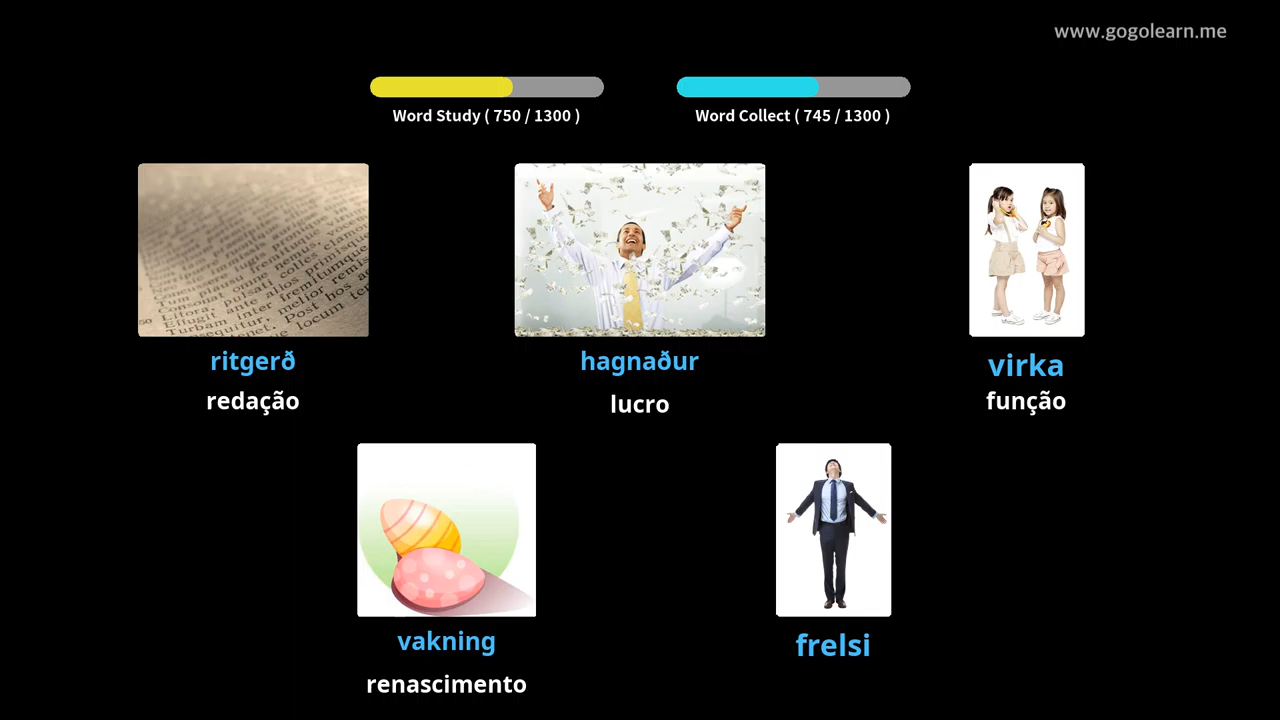 www.gogolearn.me
Word Study ( 750 / 1300 )
Word Collect ( 745 / 1300 )
ritgerð
redação
hagnaður
lucro
virka
função
vakning
renascimento
frelsi